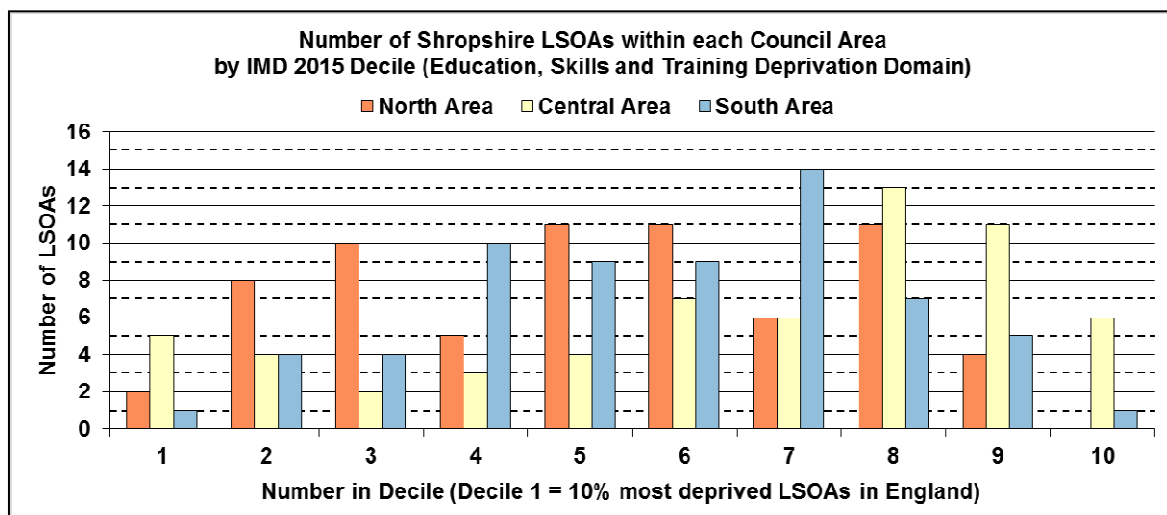 Number of Shropshire LSOAs within each Council Area
by IMD 2015 Decile (Education, Skills and Training Deprivation Domain)
North Area Central Area South Area
16
14
12
10
8
6
4
2
0
Number of LSOAs
1 2 3 4 5 6 7 8 9 10
Number in Decile (Decile 1 = 10% most deprived LSOAs in England)